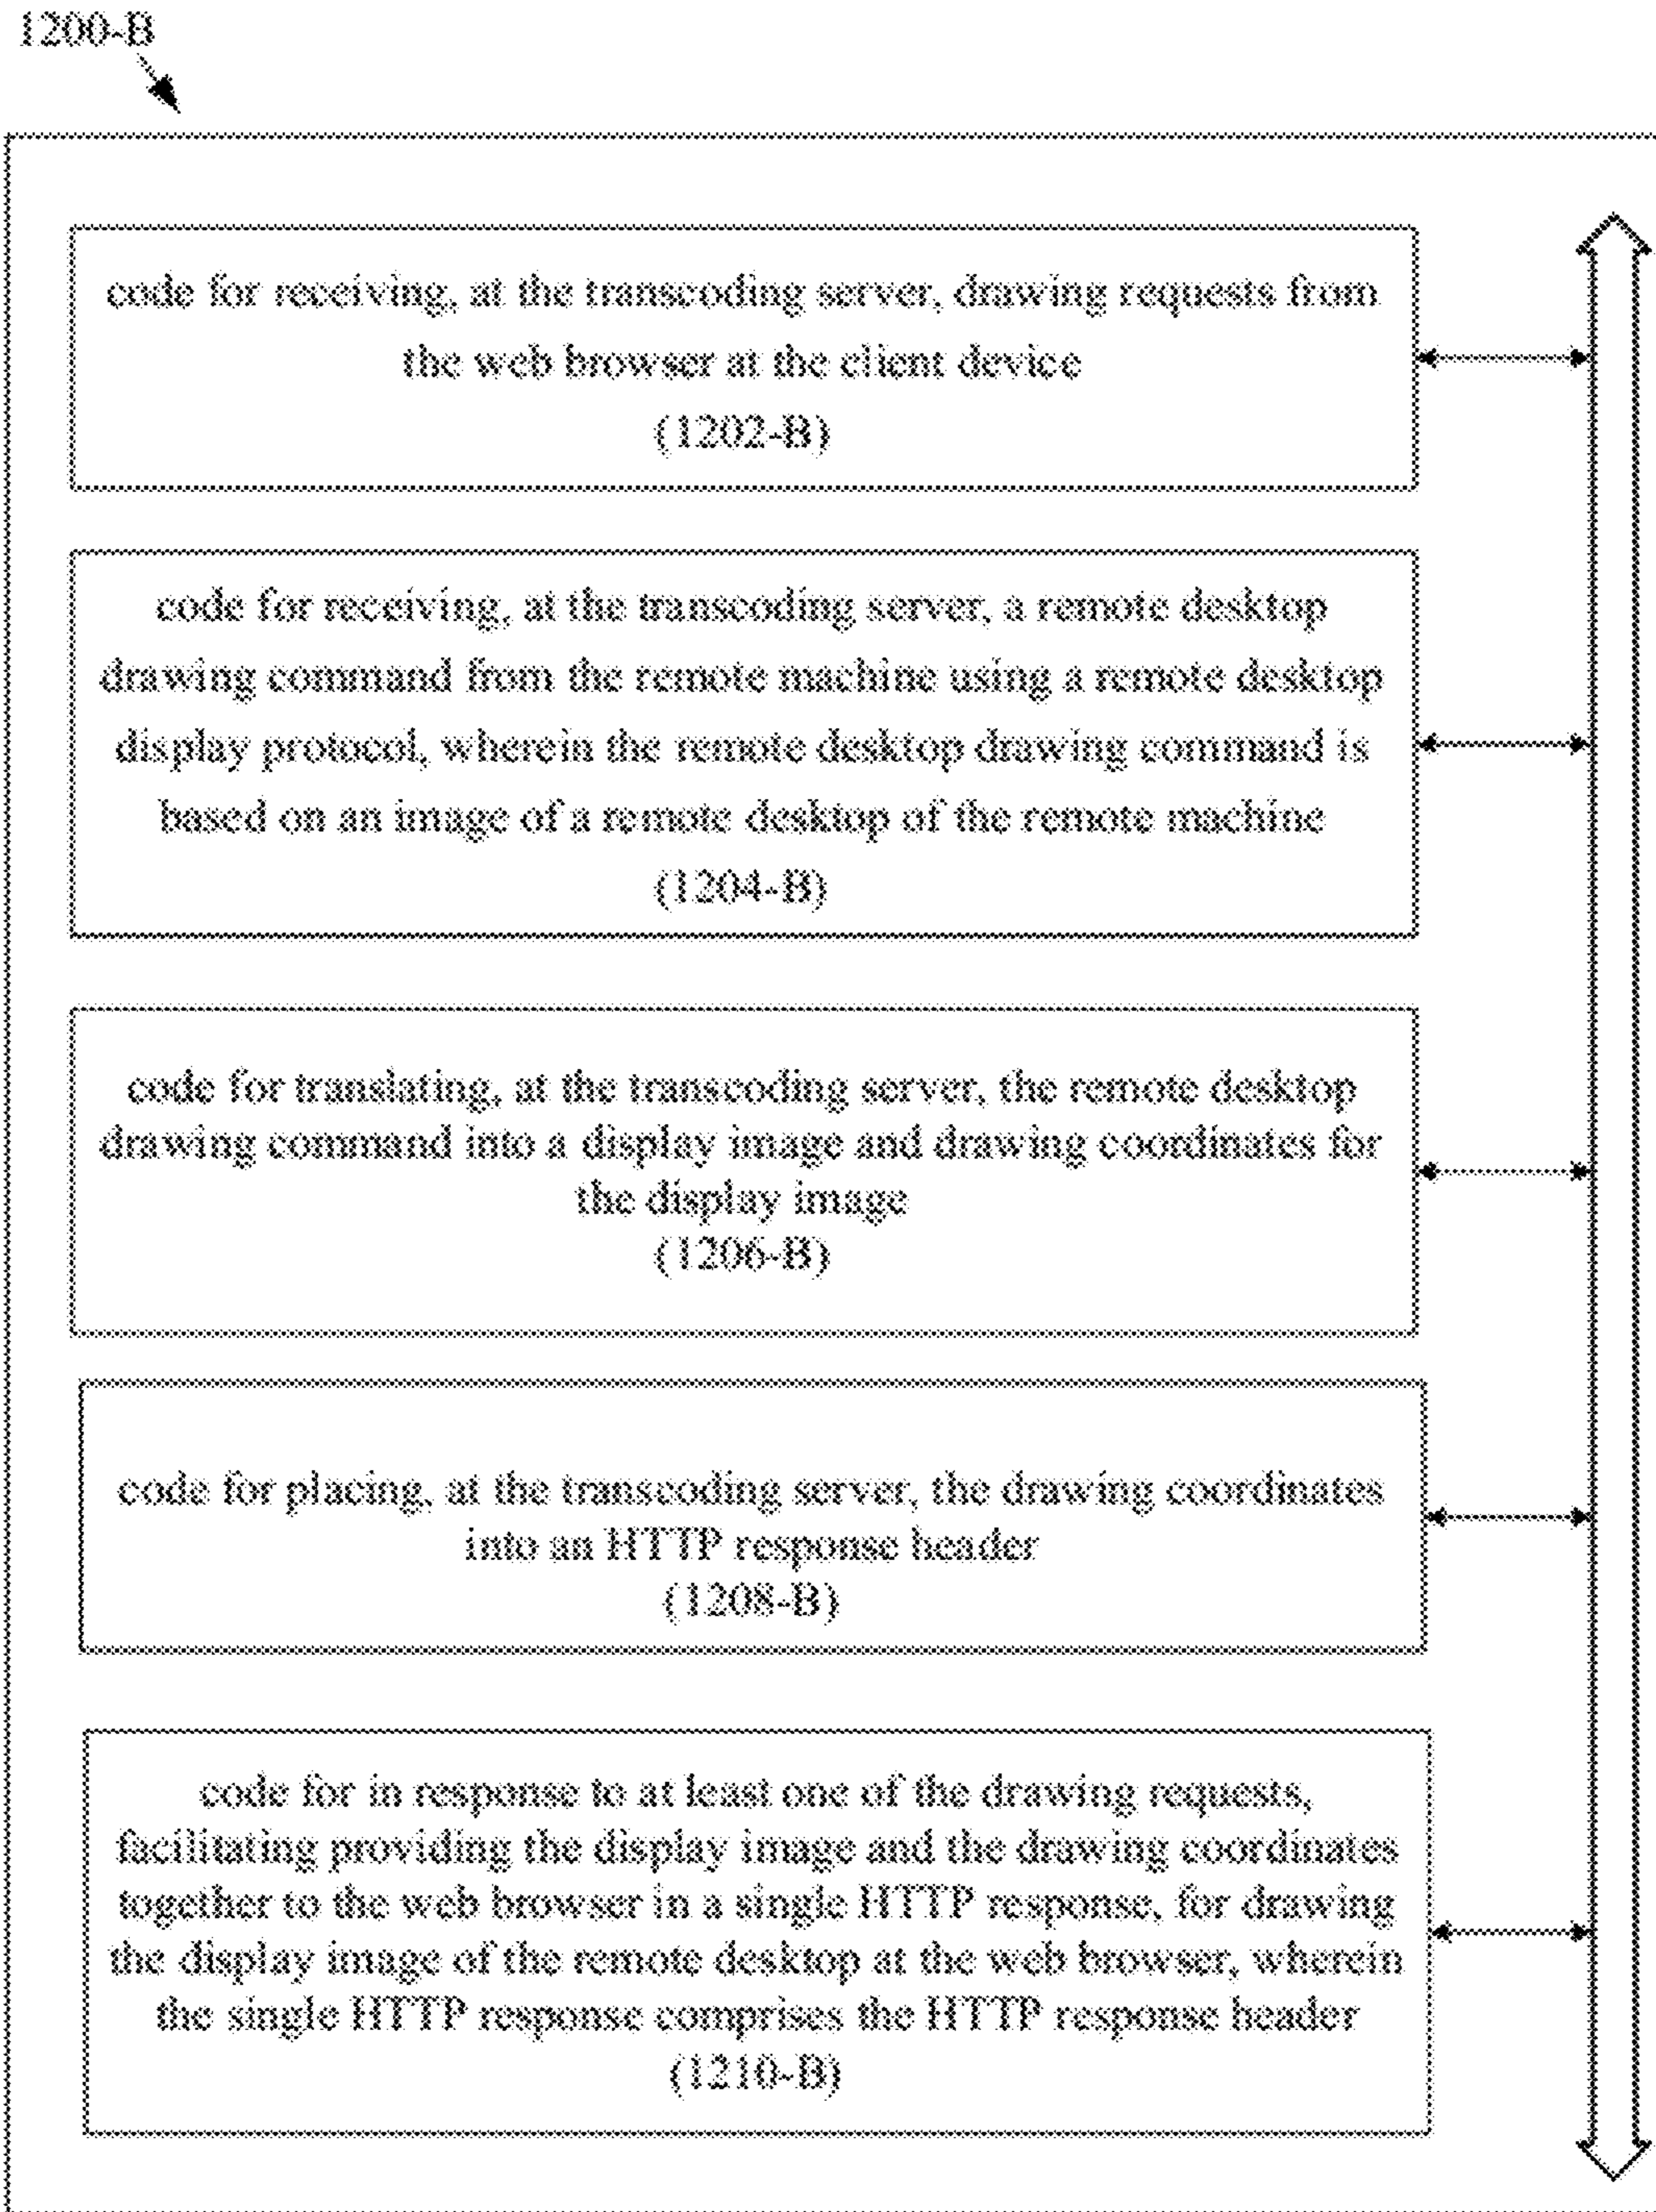 1200-B
code for receiving, at the transcoding server, drawing requests from
the web browser at the client device
(1202-B)
code for receiving, at the transcoding server, a remote desktop
drawing command from the remote machine using a remote desktop
display protocol, wherein the remote desktop drawing command is
based on an image of a remote desktop of the remote machine
(1204-B)
code for translating, at the transcoding server, the remote desktop
drawing command into a display image and drawing coordinates for
the display image
(1206-B)
code for placing, at the transcoding server, the drawing coordinates
into an HTTP response header
(1208-B)
code for in response to at least one of the drawing requests,
facilitating providing the display image and the drawing coordinates
together to the web browser in a single HTTP response, for drawing
the display image of the remote desktop at the web browser, wherein
the single HTTP response comprises the HTTP response header
(1210-B)